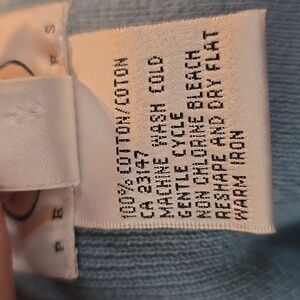 100% COTTON/COTON
CA 23147
MACHINE WASH COLD
GENTLE CYCLE
NON CHLORINE BLEACH
RESHAPE AND DRY FLAT
WARM IRON